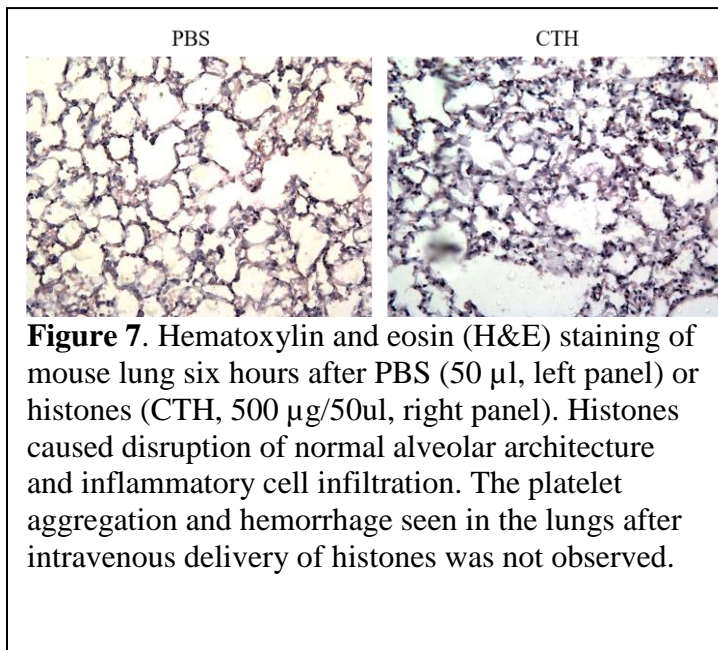 PBS CTH
Figure 7. Hematoxylin and eosin (H&E) staining of
mouse lung six hours after PBS (50 µl, left panel) or
histones (CTH, 500 µg/50ul, right panel). Histones
caused disruption of normal alveolar architecture
and inflammatory cell infiltration. The platelet
aggregation and hemorrhage seen in the lungs after
intravenous delivery of histones was not observed.